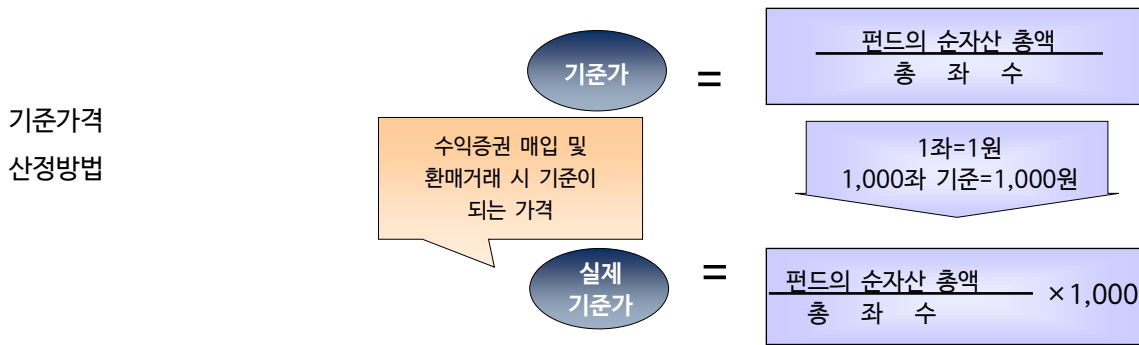 기준가격
산정방법
기준가
=
펀드의 순자산 총액
총 좌 수
수익증권 매입 및
환매거래 시 기준이
되는 가격
1좌=1원
1,000좌 기준=1,000원
실제
기준가
=
펀드의 순자산 총액
총 좌 수
×1,000